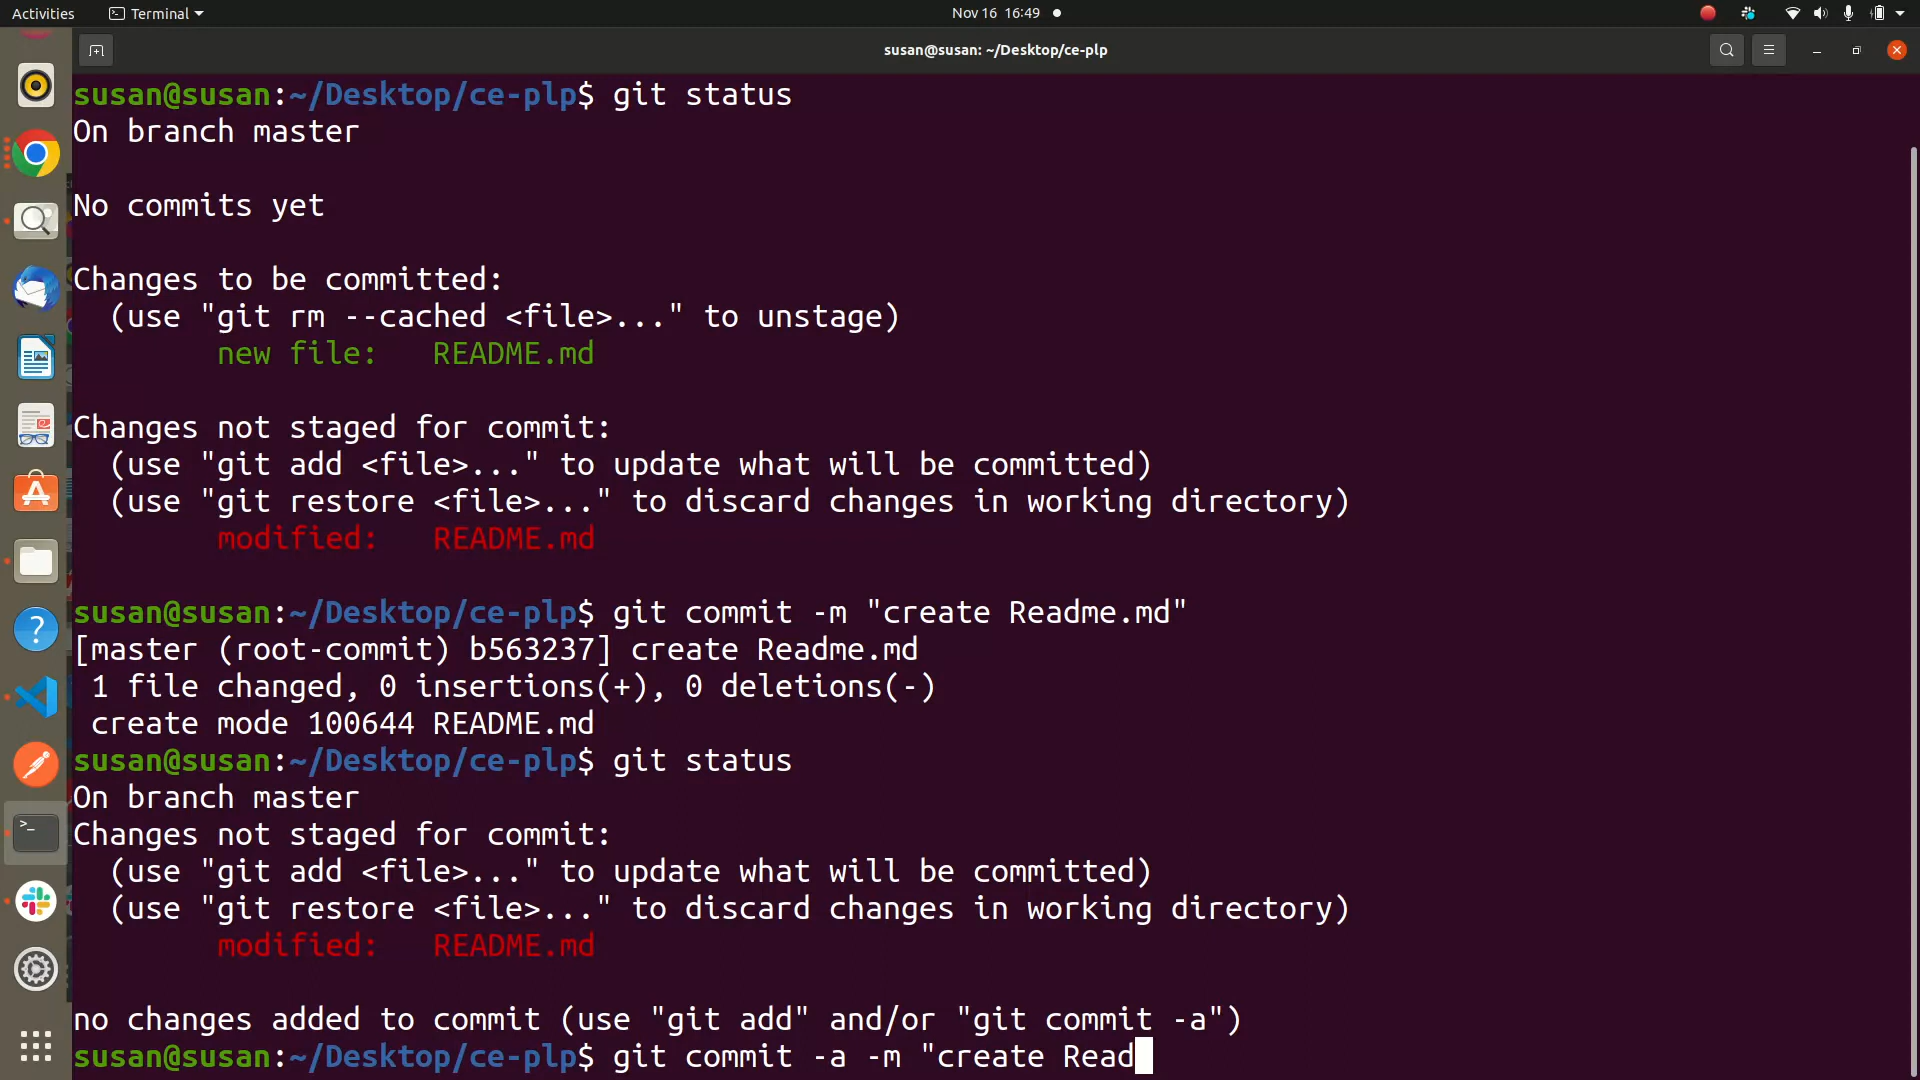 Activities
Terminal
Nov 16 16:49
susan@susan: ~/Desktop/ce-plp
susan@susan:~/Desktop/ce-plp$ git status
On branch master
No commits yet
Changes to be committed:
  (use "git rm --cached <file>..." to unstage)
        new file:   README.md
Changes not staged for commit:
  (use "git add <file>..." to update what will be committed)
  (use "git restore <file>..." to discard changes in working directory)
        modified:   README.md
susan@susan:~/Desktop/ce-plp$ git commit -m "create Readme.md"
[master (root-commit) b563237] create Readme.md
 1 file changed, 0 insertions(+), 0 deletions(-)
 create mode 100644 README.md
susan@susan:~/Desktop/ce-plp$ git status
On branch master
Changes not staged for commit:
  (use "git add <file>..." to update what will be committed)
  (use "git restore <file>..." to discard changes in working directory)
        modified:   README.md
no changes added to commit (use "git add" and/or "git commit -a")
susan@susan:~/Desktop/ce-plp$ git commit -a -m "create Read